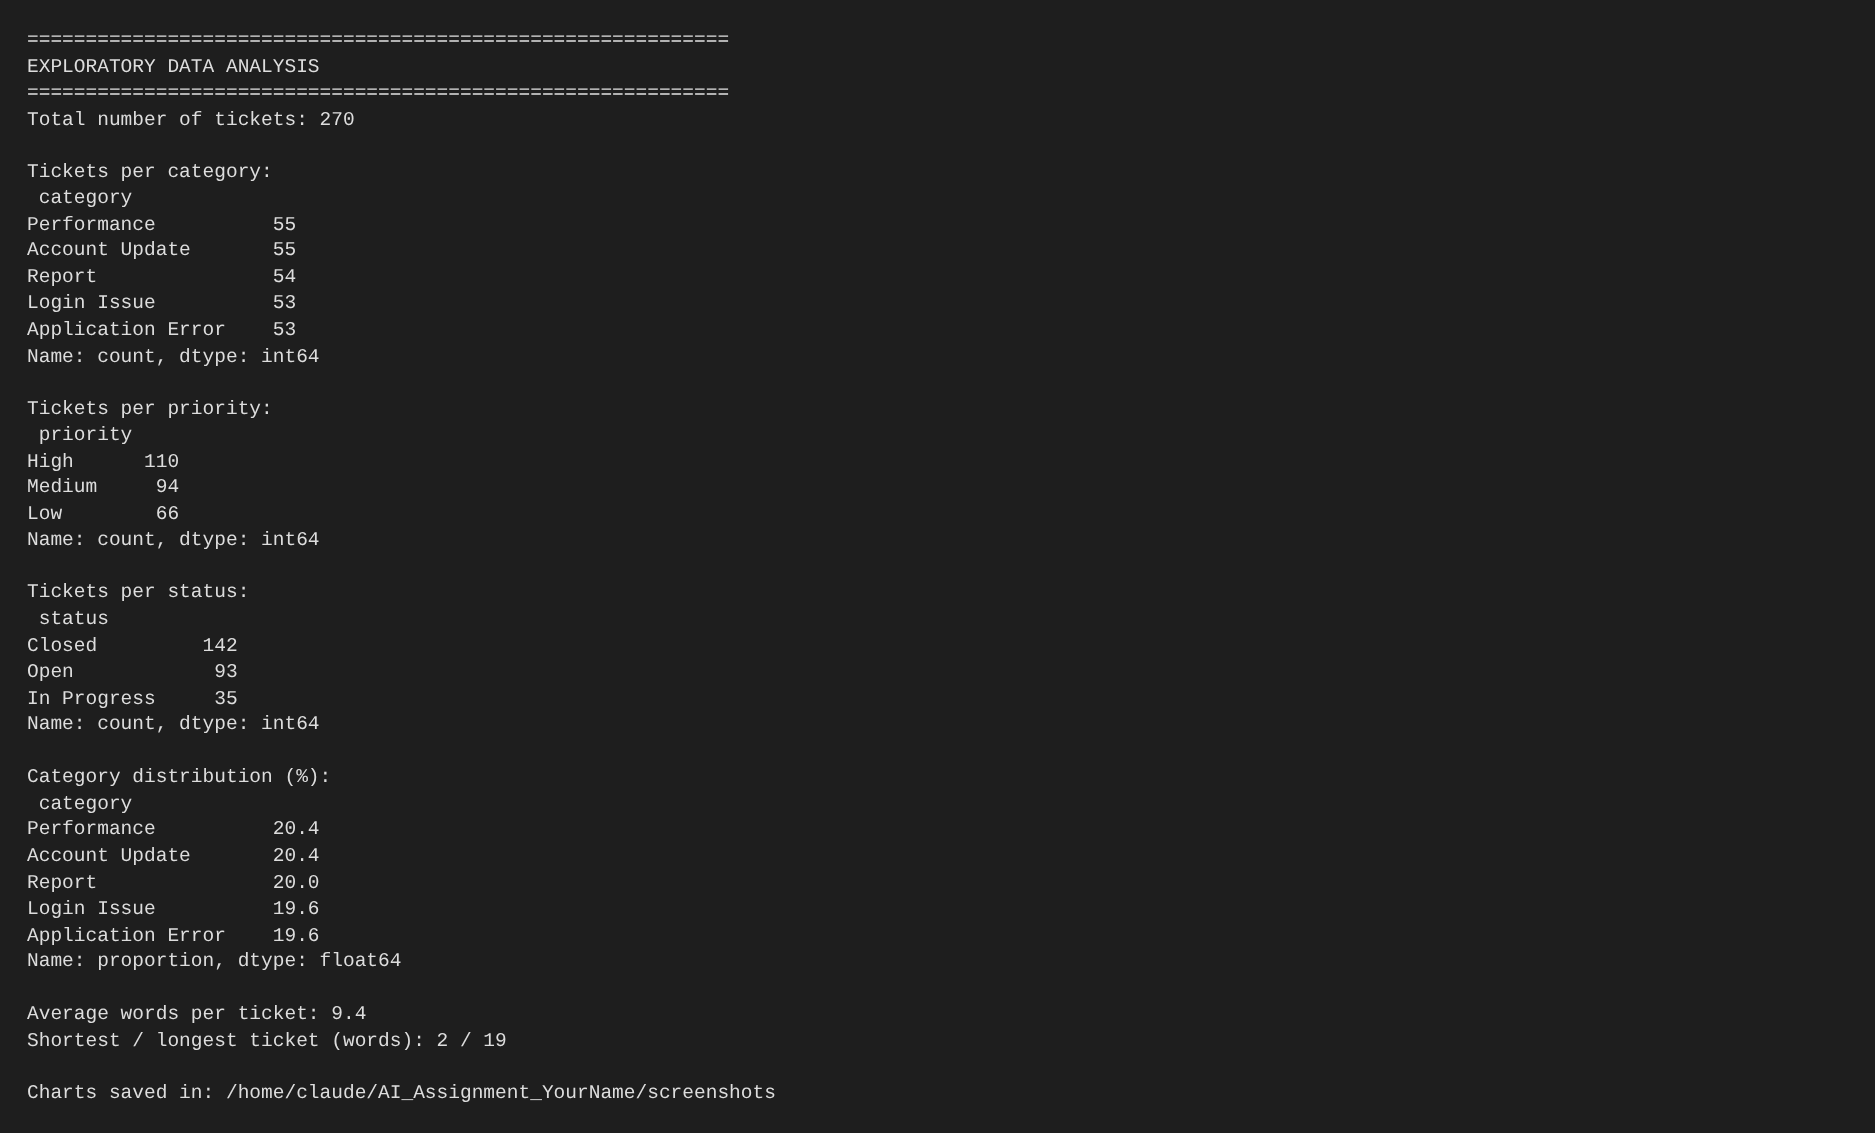 ============================================================
EXPLORATORY DATA ANALYSIS
============================================================
Total number of tickets: 270

Tickets per category:
 category
Performance          55
Account Update       55
Report               54
Login Issue          53
Application Error    53
Name: count, dtype: int64

Tickets per priority:
 priority
High      110
Medium     94
Low        66
Name: count, dtype: int64

Tickets per status:
 status
Closed         142
Open            93
In Progress     35
Name: count, dtype: int64

Category distribution (%):
 category
Performance          20.4
Account Update       20.4
Report               20.0
Login Issue          19.6
Application Error    19.6
Name: proportion, dtype: float64

Average words per ticket: 9.4
Shortest / longest ticket (words): 2 / 19

Charts saved in: /home/claude/AI_Assignment_YourName/screenshots